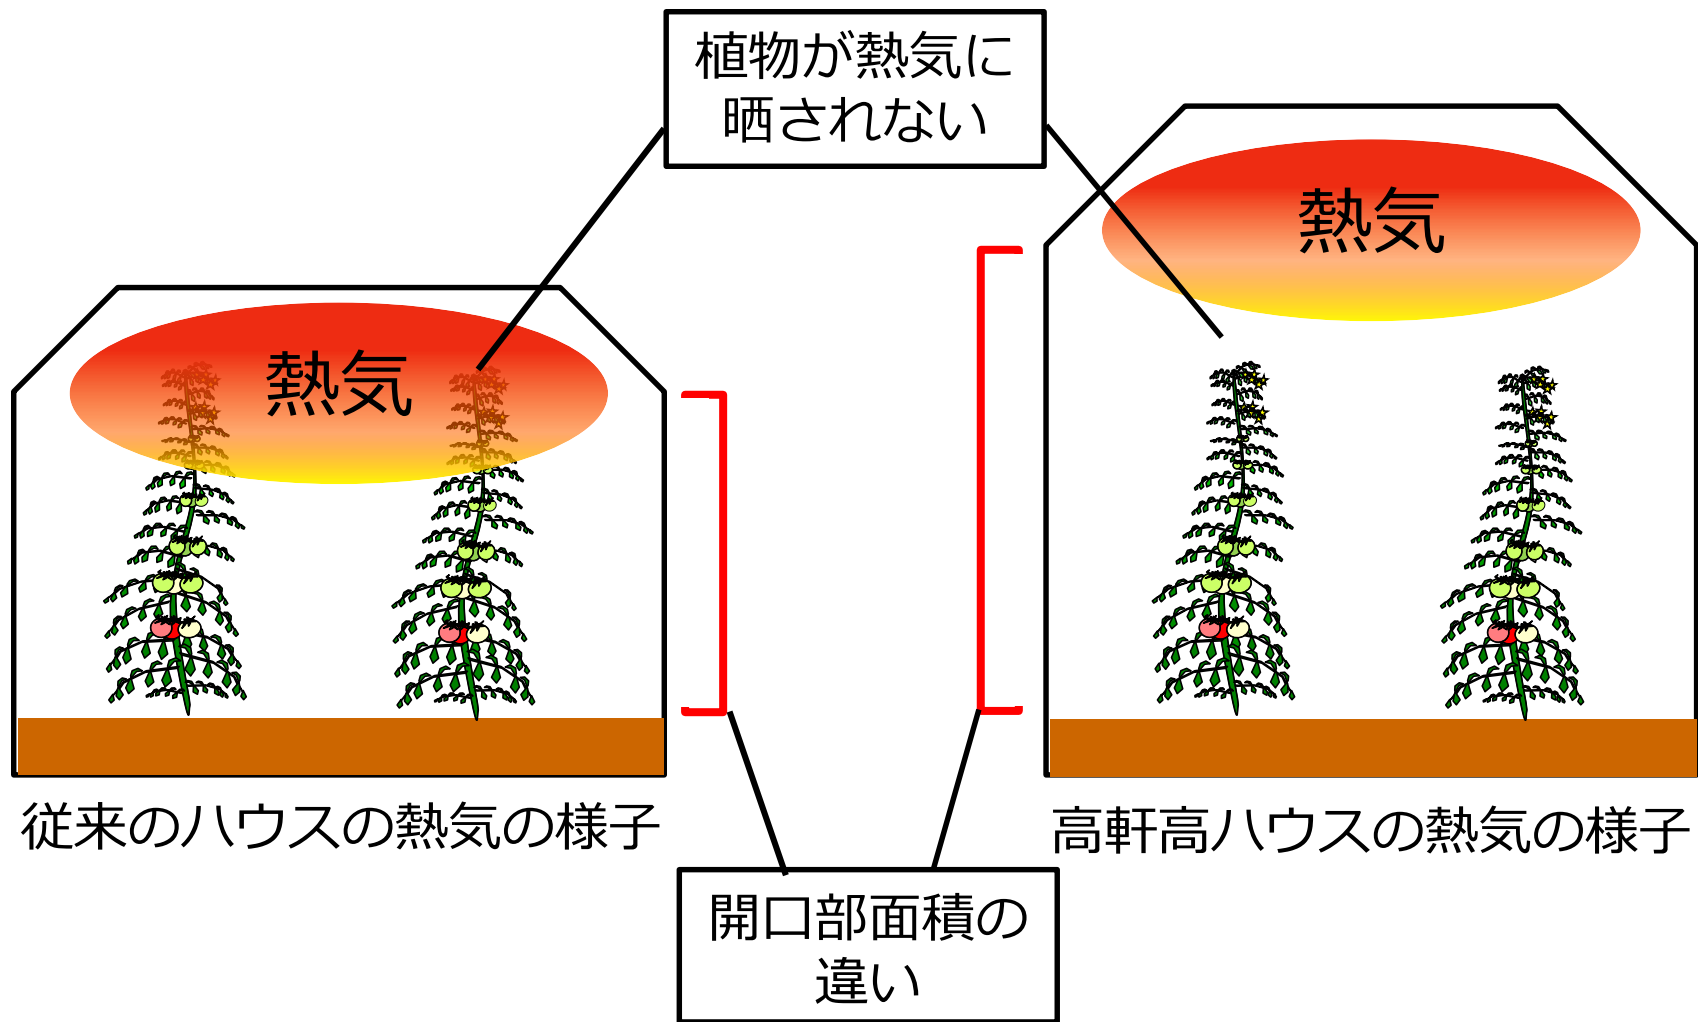 植物が熱気に
晒されない
熱気
熱気
従来のハウスの熱気の様子
高軒高ハウスの熱気の様子
開口部面積の
違い